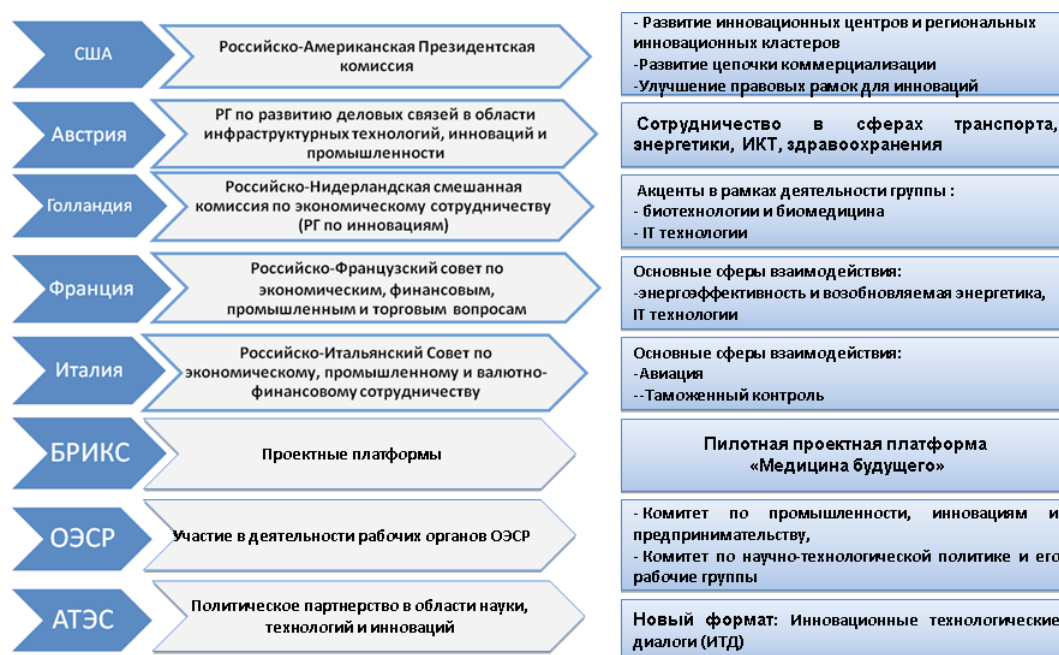 США
Российско-Американская Президентская
комиссия
- Развитие инновационных центров и региональных
инновационных кластеров
-Развитие цепочки коммерциализации
-Улучшение правовых рамок для инноваций
Австрия
РГ по развитию деловых связей в области
инфраструктурных технологий, инноваций и
промышленности
Сотрудничество в сферах транспорта,
энергетики, ИКТ, здравоохранения
Голландия
Российско-Нидерландская смешанная
комиссия по экономическому сотрудничеству
(РГ по инновациям)
Акценты в рамках деятельности группы :
- биотехнологии и биомедицина
- IT технологии
Франция
Российско-Французский совет по
экономическим, финансовым,
промышленным и торговым вопросам
Основные сферы взаимодействия:
-энергоэффективность и возобновляемая энергетика,
IT технологии
Италия
Российско-Итальянский Совет по
экономическому, промышленному и валютно-
финансовому сотрудничеству
Основные сферы взаимодействия:
-Авиация
--Таможенный контроль
БРИКС
Проектные платформы
Пилотная проектная платформа
«Медицина будущего»
ОЭСР
Участие в деятельности рабочих органов ОЭСР
- Комитет по промышленности, инновациям и
предпринимательству,
- Комитет по научно-технологической политике и его
рабочие группы
АТЭС
Политическое партнерство в области науки,
технологий и инноваций
Новый формат: Инновационные технологические
диалоги (ИТД)